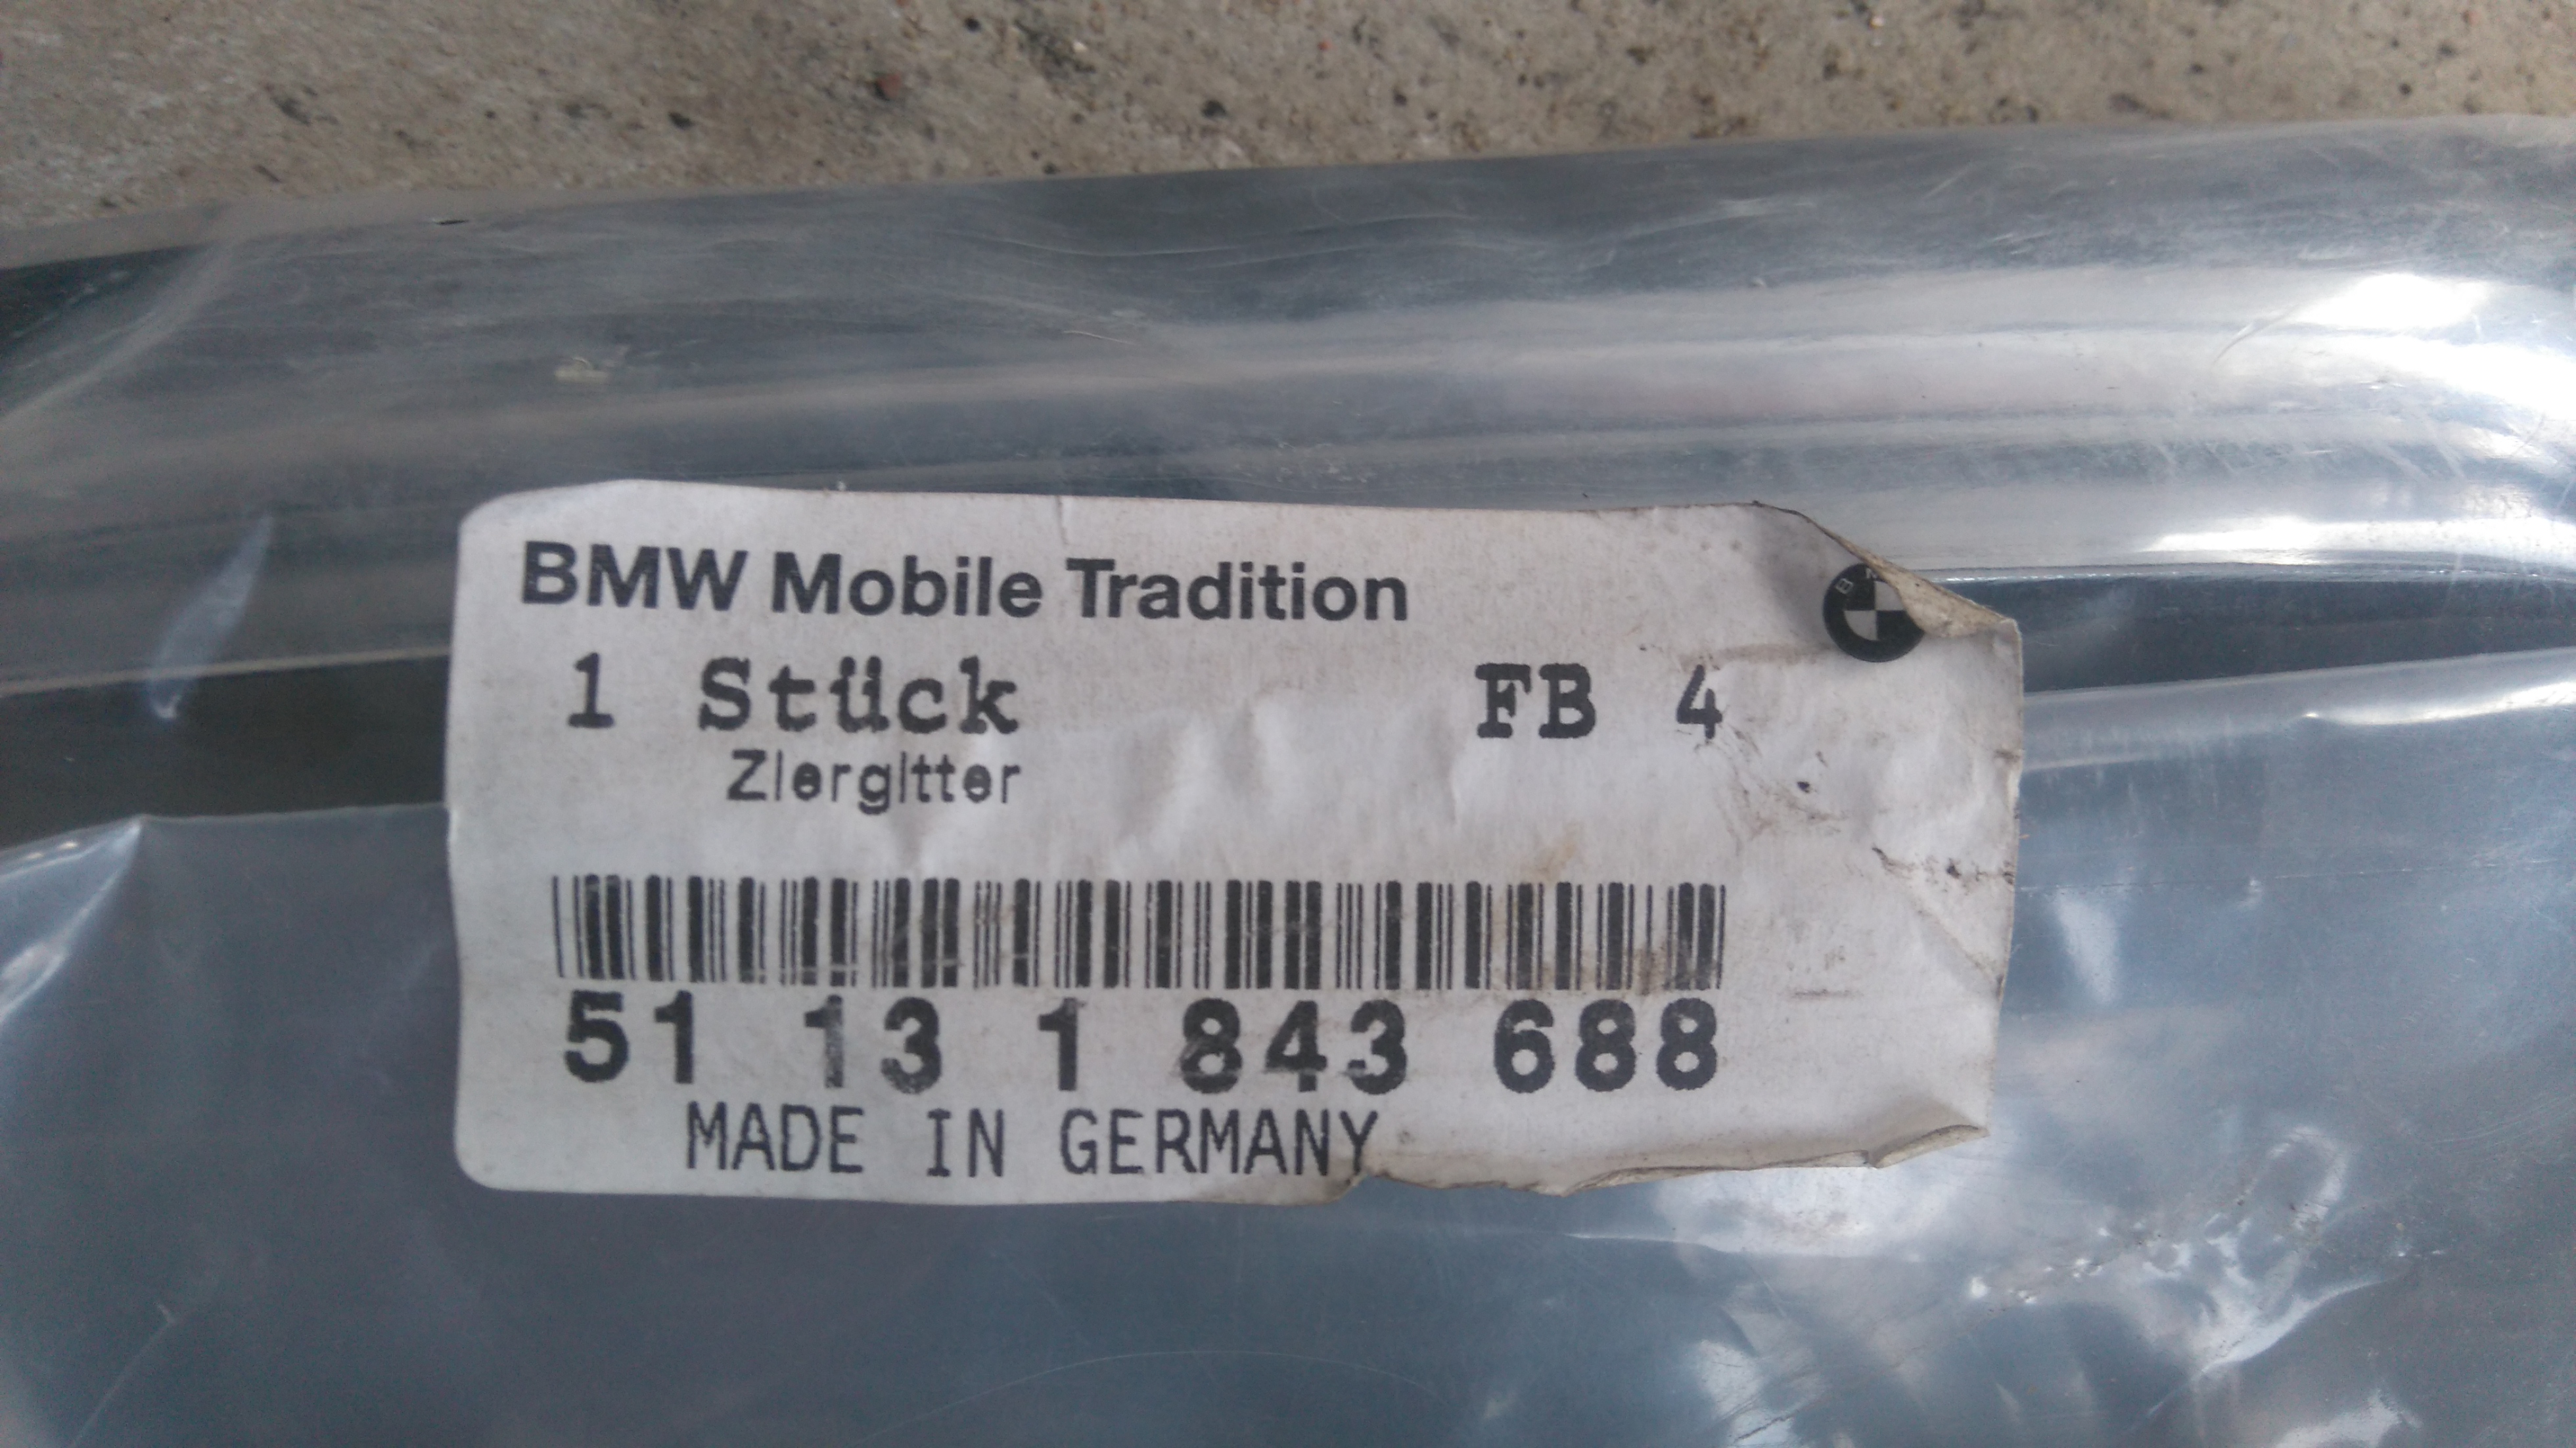 BMW Mobile Tradition
1 Stück FB 4
Ziergitter
51 13 1 843 688
MADE IN GERMANY